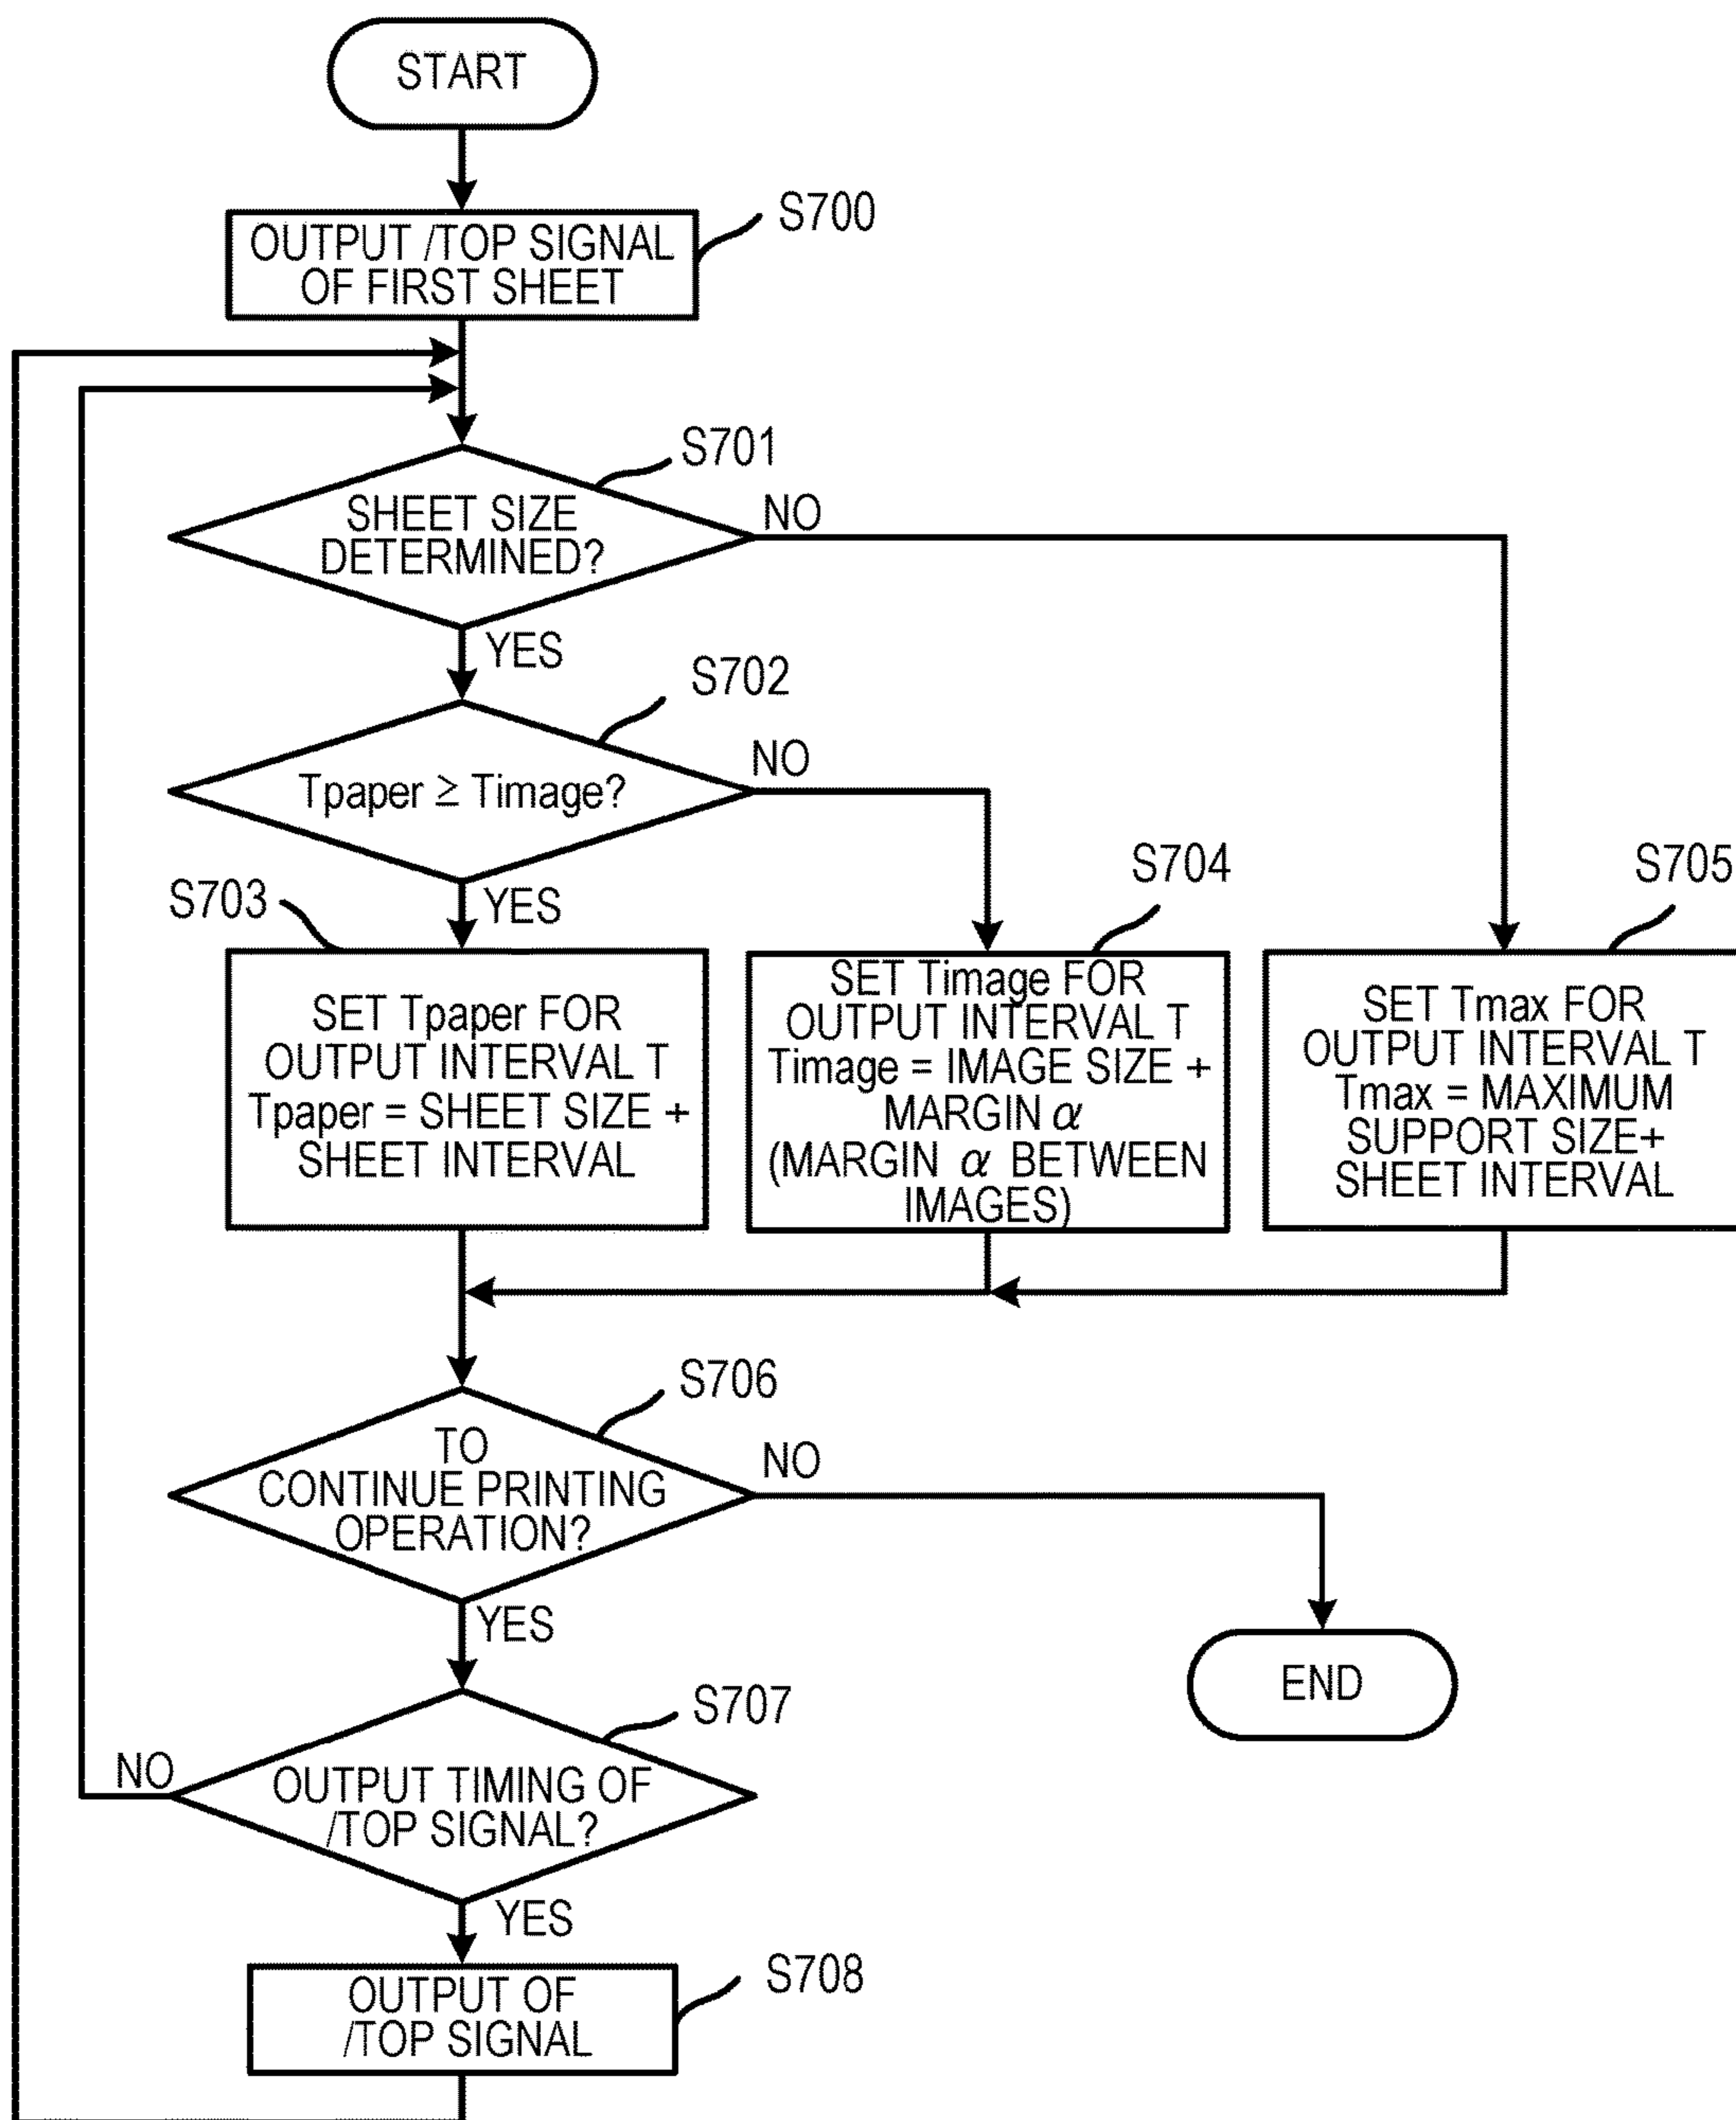 START
S700
OUTPUT /TOP SIGNAL
OF FIRST SHEET
S701
SHEET SIZE
DETERMINED?
NO
YES
S702
Tpaper ≥ Timage?
NO
YES
S703
SET Tpaper FOR
OUTPUT INTERVAL T
Tpaper = SHEET SIZE +
SHEET INTERVAL
S704
SET Timage FOR
OUTPUT INTERVAL T
Timage = IMAGE SIZE +
MARGIN α
(MARGIN α BETWEEN
IMAGES)
S705
SET Tmax FOR
OUTPUT INTERVAL T
Tmax = MAXIMUM
SUPPORT SIZE+
SHEET INTERVAL
S706
TO
CONTINUE PRINTING
OPERATION?
NO
YES
END
S707
OUTPUT TIMING OF
/TOP SIGNAL?
NO
YES
S708
OUTPUT OF
/TOP SIGNAL